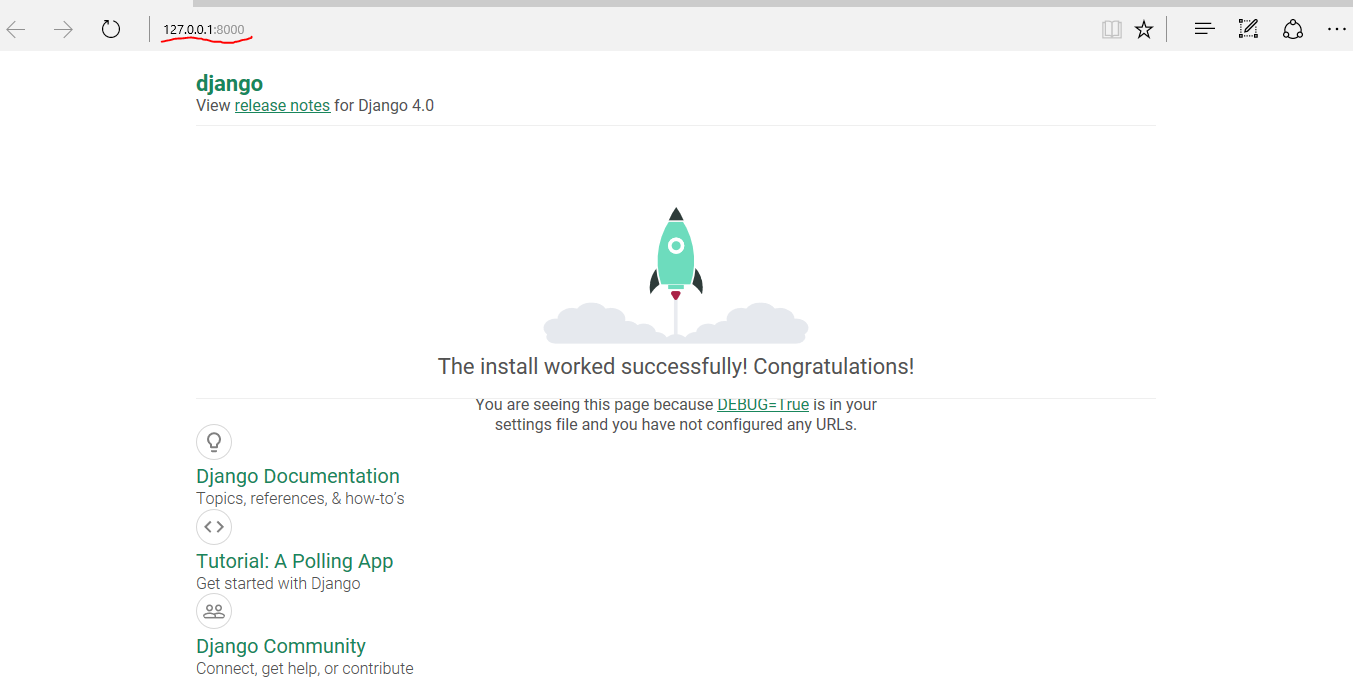 127.0.0.1:8000
django
View release notes for Django 4.0
The install worked successfully! Congratulations!
You are seeing this page because DEBUG=True is in your
settings file and you have not configured any URLs.
Django Documentation
Topics, references, & how-to’s
Tutorial: A Polling App
Get started with Django
Django Community
Connect, get help, or contribute